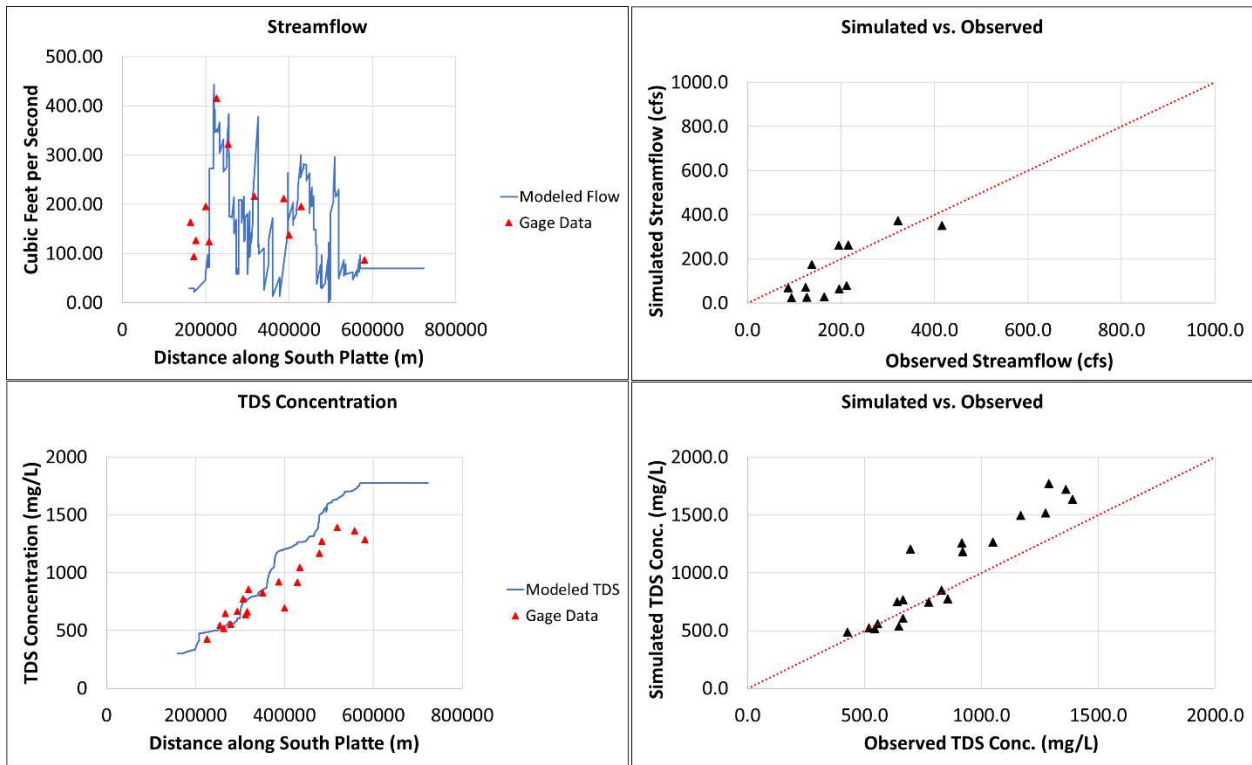 Streamflow
Cubic Feet per Second
500.00
400.00
300.00
200.00
100.00
0.00
0 200000 400000 600000 800000
Distance along South Platte (m)
Modeled Flow
Gage Data
Simulated vs. Observed
Simulated Streamflow (cfs)
1000.0
800.0
600.0
400.0
200.0
0.0
0.0 200.0 400.0 600.0 800.0 1000.0
Observed Streamflow (cfs)
TDS Concentration
TDS Concentration (mg/L)
2000
1500
1000
500
0
0 200000 400000 600000 800000
Distance along South Platte (m)
Modeled TDS
Gage Data
Simulated vs. Observed
Simulated TDS Conc. (mg/L)
2000.0
1500.0
1000.0
500.0
0.0
0.0 500.0 1000.0 1500.0 2000.0
Observed TDS Conc. (mg/L)